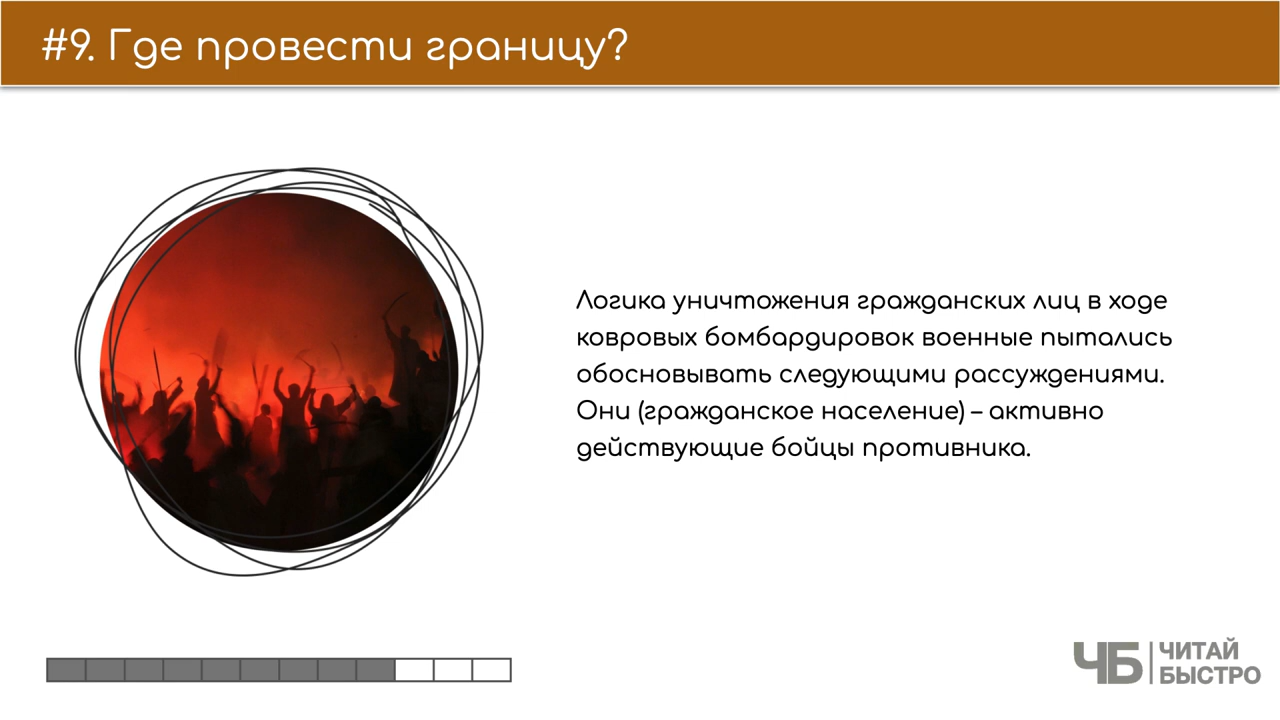 #9. Где провести границу?
Логика уничтожения гражданских лиц в ходе
ковровых бомбардировок военные пытались
обосновывать следующими рассуждениями.
Они (гражданское население) – активно
действующие бойцы противника.
ЧБ ЧИТАЙ
БЫСТРО